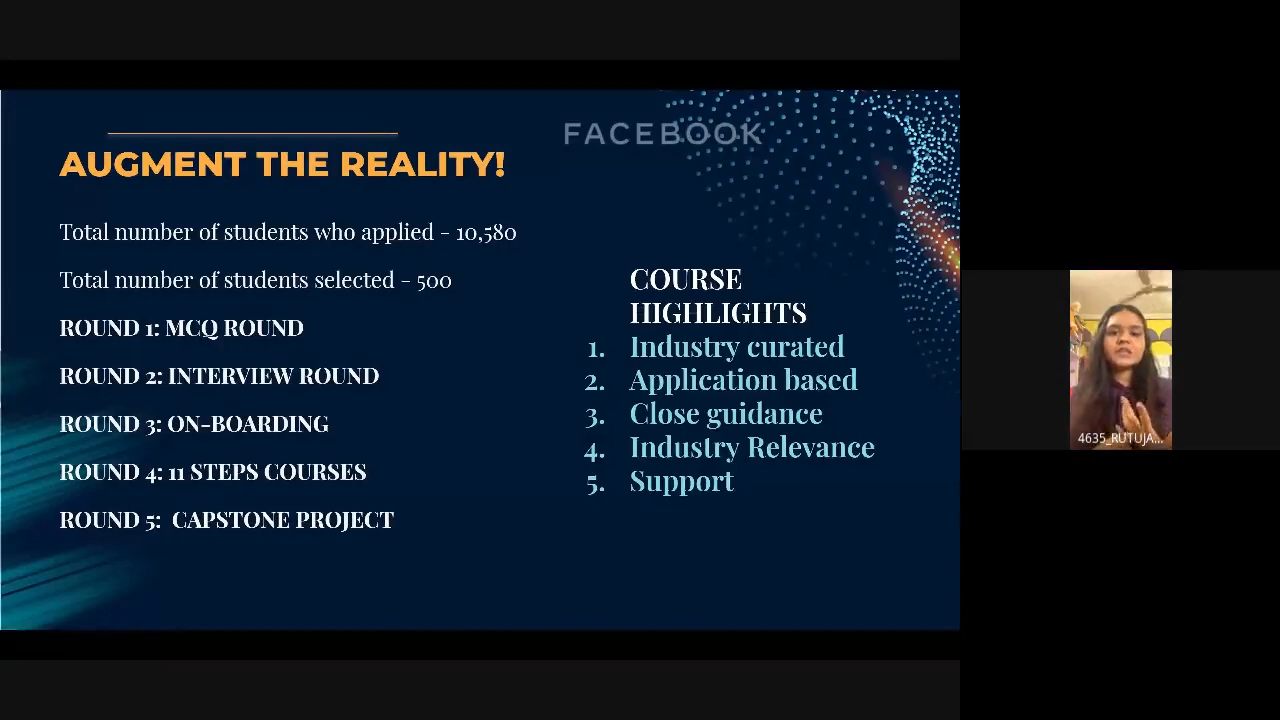 FACEBOOK
AUGMENT THE REALITY!
Total number of students who applied - 10,580
Total number of students selected - 500
ROUND 1: MCQ ROUND
ROUND 2: INTERVIEW ROUND
ROUND 3: ON-BOARDING
ROUND 4: 11 STEPS COURSES
ROUND 5: CAPSTONE PROJECT
COURSE
HIGHLIGHTS
1. Industry curated
2. Application based
3. Close guidance
4. Industry Relevance
5. Support
4635_RUTUJA...